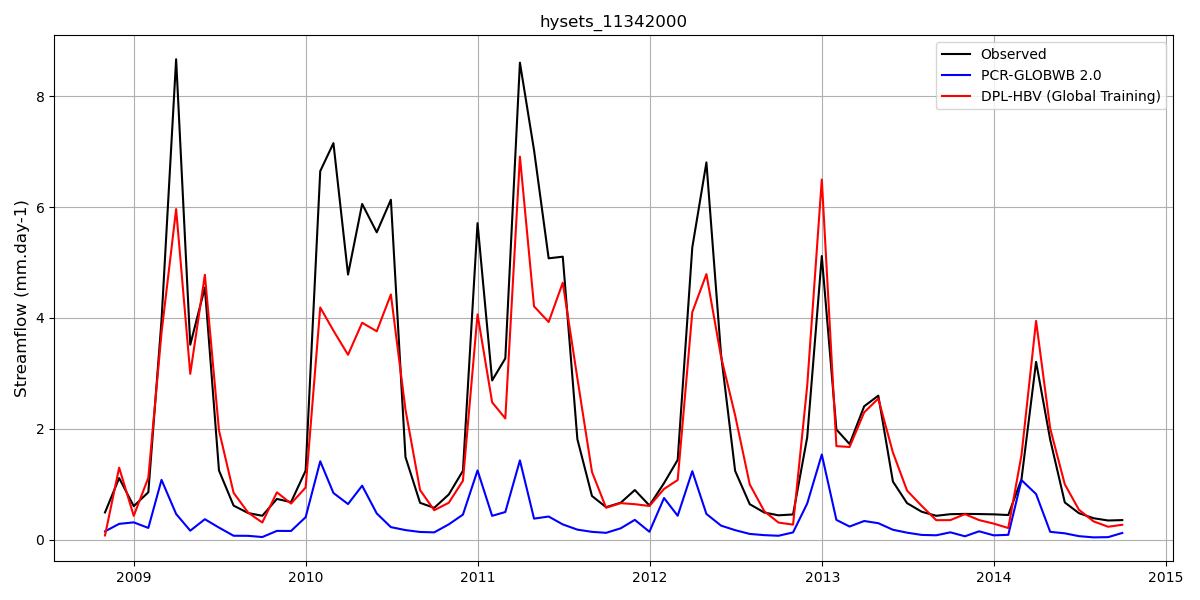 hysets_11342000
Observed
PCR-GLOBWB 2.0
DPL-HBV (Global Training)
Streamflow (mm.day-1)
8
6
4
2
0
2009 2010 2011 2012 2013 2014 2015